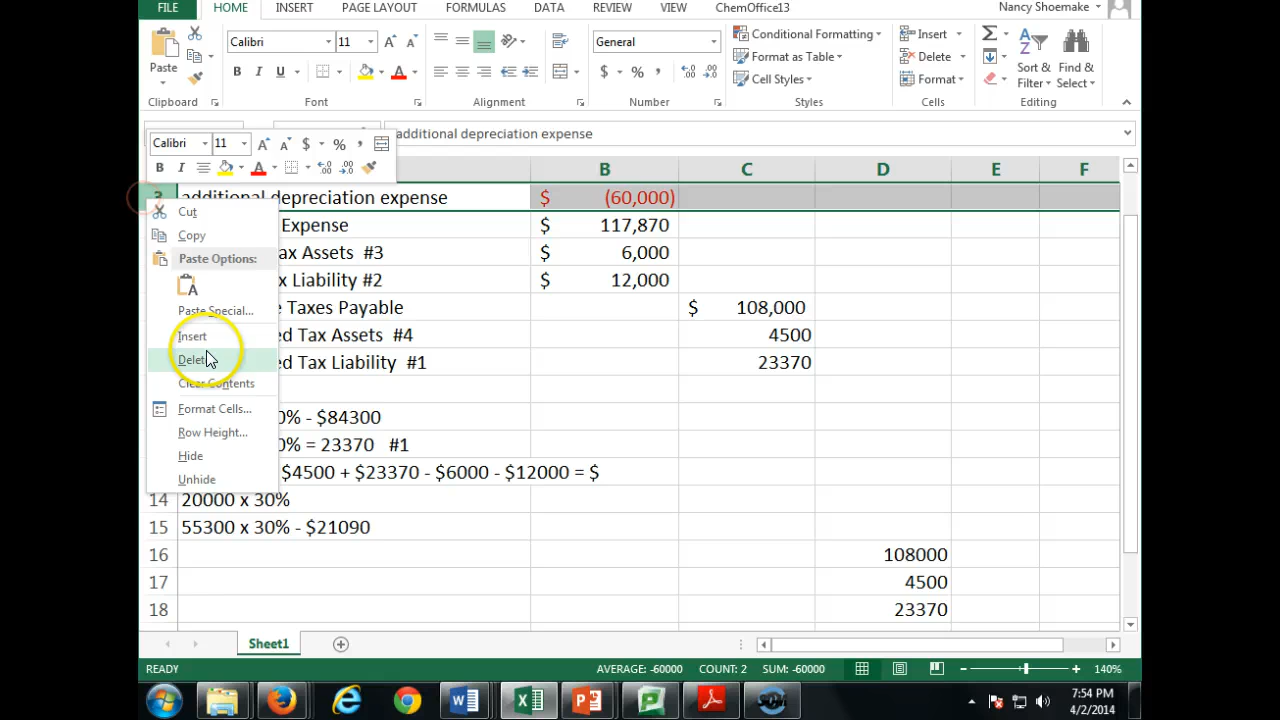 FILE HOME INSERT PAGE LAYOUT FORMULAS DATA REVIEW VIEW ChemOffice13 Nancy Shoemake
Calibri 11 General Conditional Formatting Insert
Paste B I U $ % , Format as Table Delete Sort & Find &
Cell Styles Format Filter Select
Clipboard Font Alignment Number Styles Cells Editing
additional depreciation expense
Calibri 11 $ % ,
B I A
B C D E F
3 additional depreciation expense $ (60,000)
Cut
Expense $ 117,870
Copy
Assets #3 $ 6,000
Paste Options:
Liability #2 $ 12,000
Taxes Payable $ 108,000
Paste Special...
ed Tax Assets #4 4500
Insert
ed Tax Liability #1 23370
Delete
Clear Contents
0% - $84300
Format Cells...
0% = 23370 #1
Row Height...
$4500 + $23370 - $6000 - $12000 = $
Hide
Unhide
14 20000 x 30%
15 55300 x 30% - $21090
16 108000
17 4500
18 23370
Sheet1
READY AVERAGE: -60000 COUNT: 2 SUM: -60000 140%
7:54 PM
4/2/2014